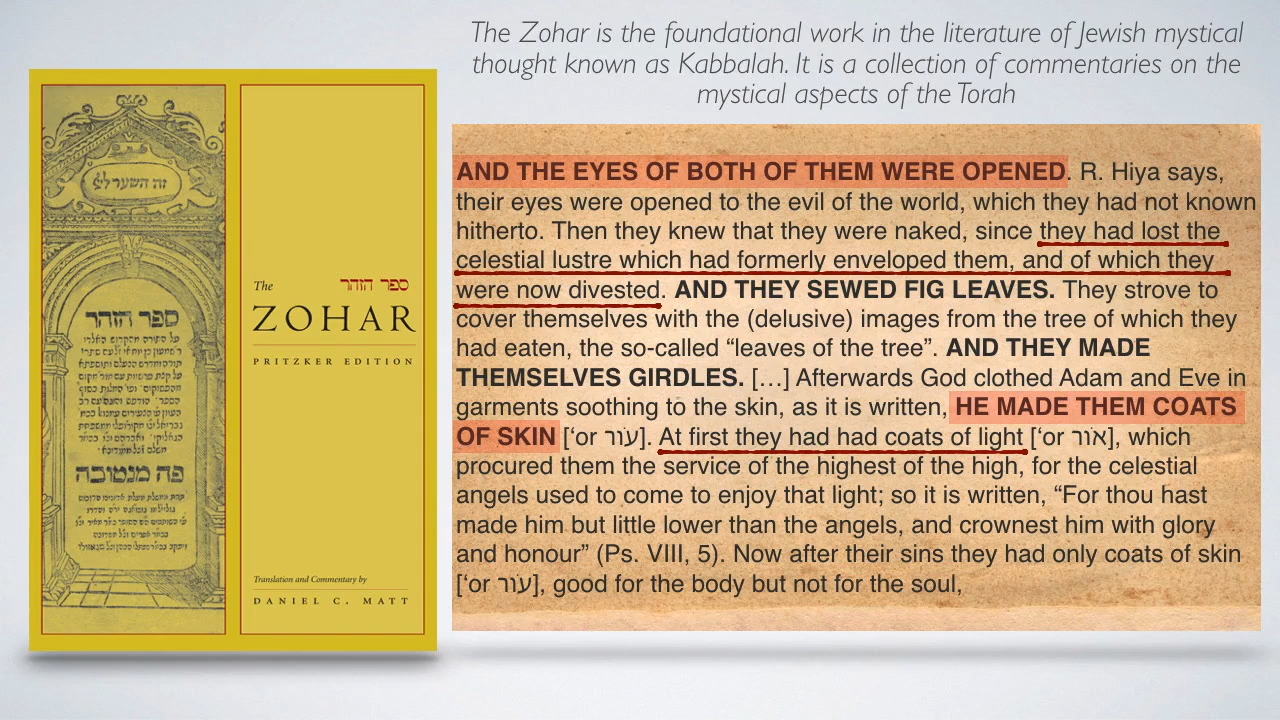 The Zohar is the foundational work in the literature of Jewish mystical
thought known as Kabbalah. It is a collection of commentaries on the
mystical aspects of the Torah
זה השער לה׳
ספר הזוהר
פה מנטובה
The ספר הזוהר
ZOHAR
PRITZKER EDITION
Translation and Commentary by
DANIEL C. MATT
AND THE EYES OF BOTH OF THEM WERE OPENED. R. Hiya says,
their eyes were opened to the evil of the world, which they had not known
hitherto. Then they knew that they were naked, since they had lost the
celestial lustre which had formerly enveloped them, and of which they
were now divested. AND THEY SEWED FIG LEAVES. They strove to
cover themselves with the (delusive) images from the tree of which they
had eaten, the so-called “leaves of the tree”. AND THEY MADE
THEMSELVES GIRDLES. […] Afterwards God clothed Adam and Eve in
garments soothing to the skin, as it is written, HE MADE THEM COATS
OF SKIN [‘or עוֹר]. At first they had had coats of light [‘or אוֹר], which
procured them the service of the highest of the high, for the celestial
angels used to come to enjoy that light; so it is written, “For thou hast
made him but little lower than the angels, and crownest him with glory
and honour” (Ps. VIII, 5). Now after their sins they had only coats of skin
[‘or עוֹר], good for the body but not for the soul,